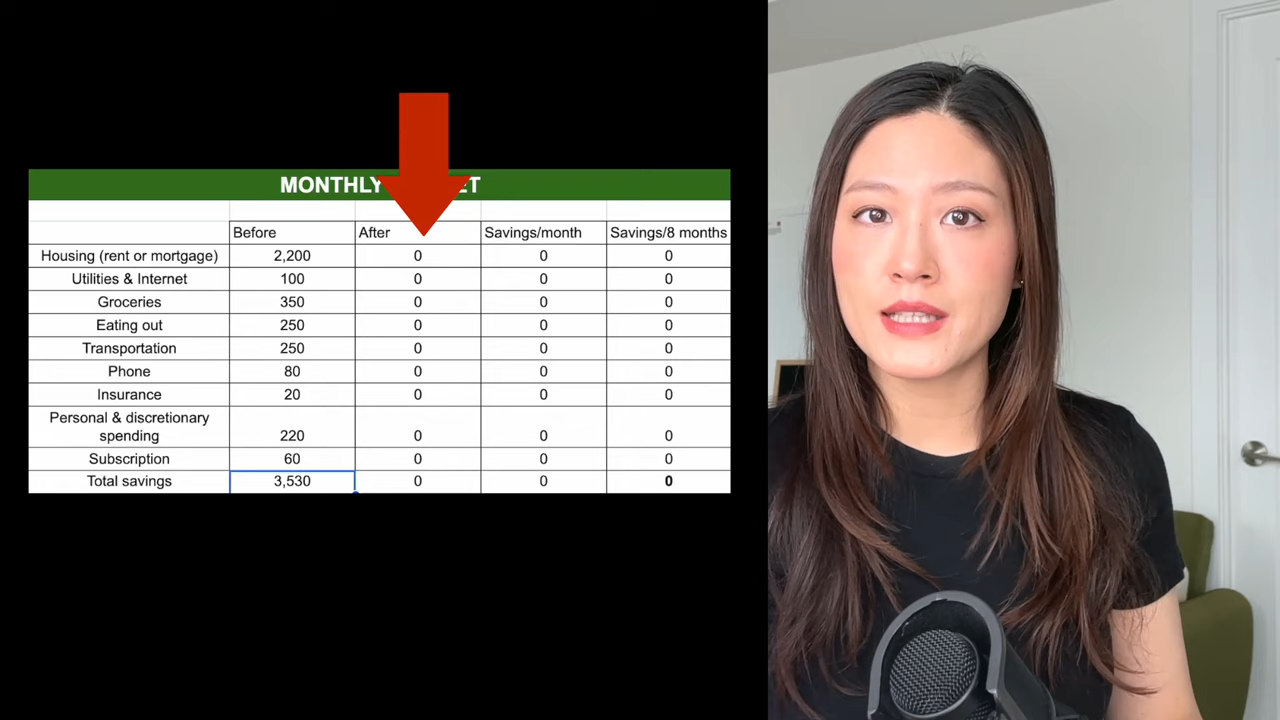 MONTHLY ET
Before After Savings/month Savings/8 months
Housing (rent or mortgage) 2,200 0 0 0
Utilities & Internet 100 0 0 0
Groceries 350 0 0 0
Eating out 250 0 0 0
Transportation 250 0 0 0
Phone 80 0 0 0
Insurance 20 0 0 0
Personal & discretionary
spending 220 0 0 0
Subscription 60 0 0 0
Total savings 3,530 0 0 0